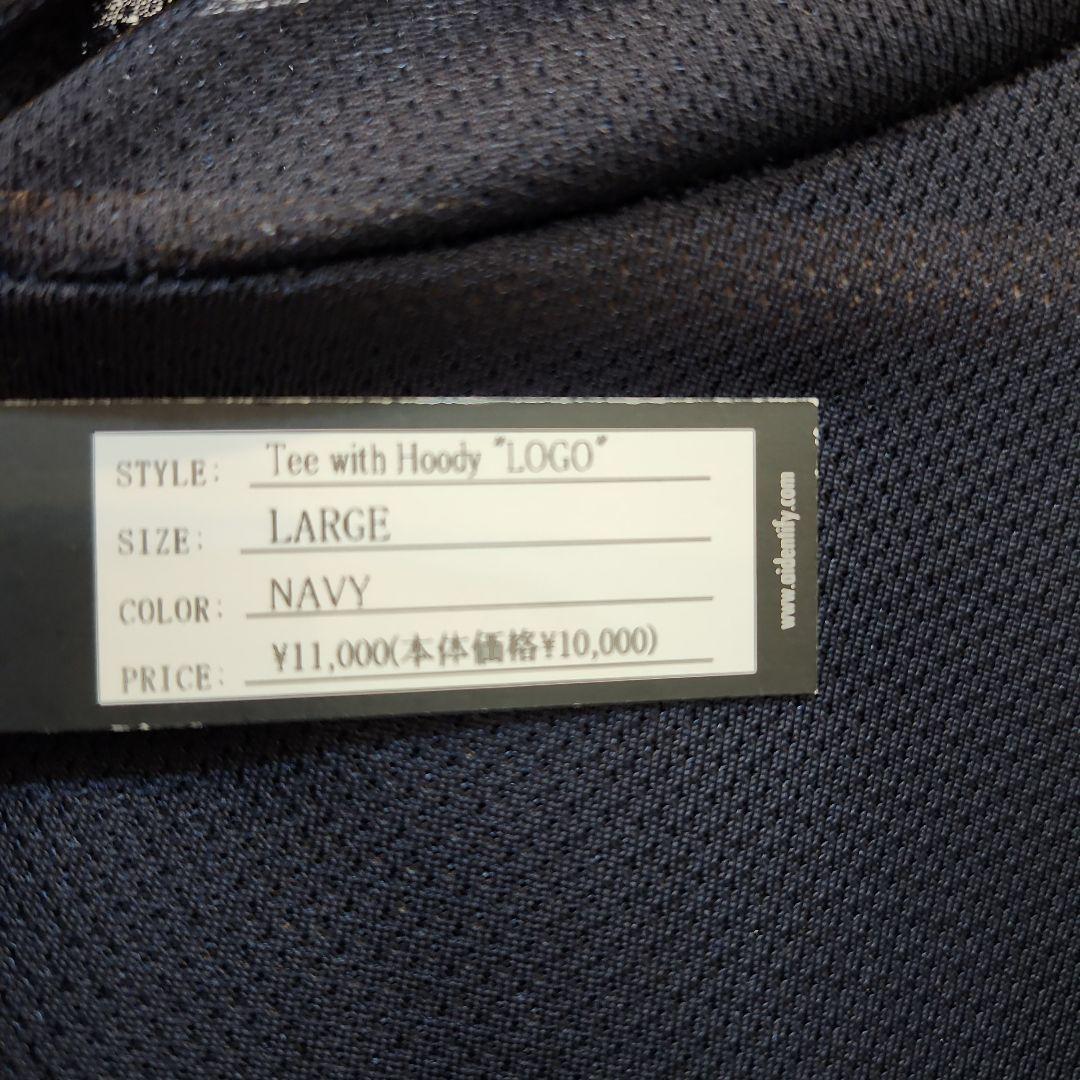 STYLE: Tee with Hoody "LOGO"
SIZE: LARGE
COLOR: NAVY
PRICE: ¥11,000(本体価格¥10,000)
www.aidentify.com